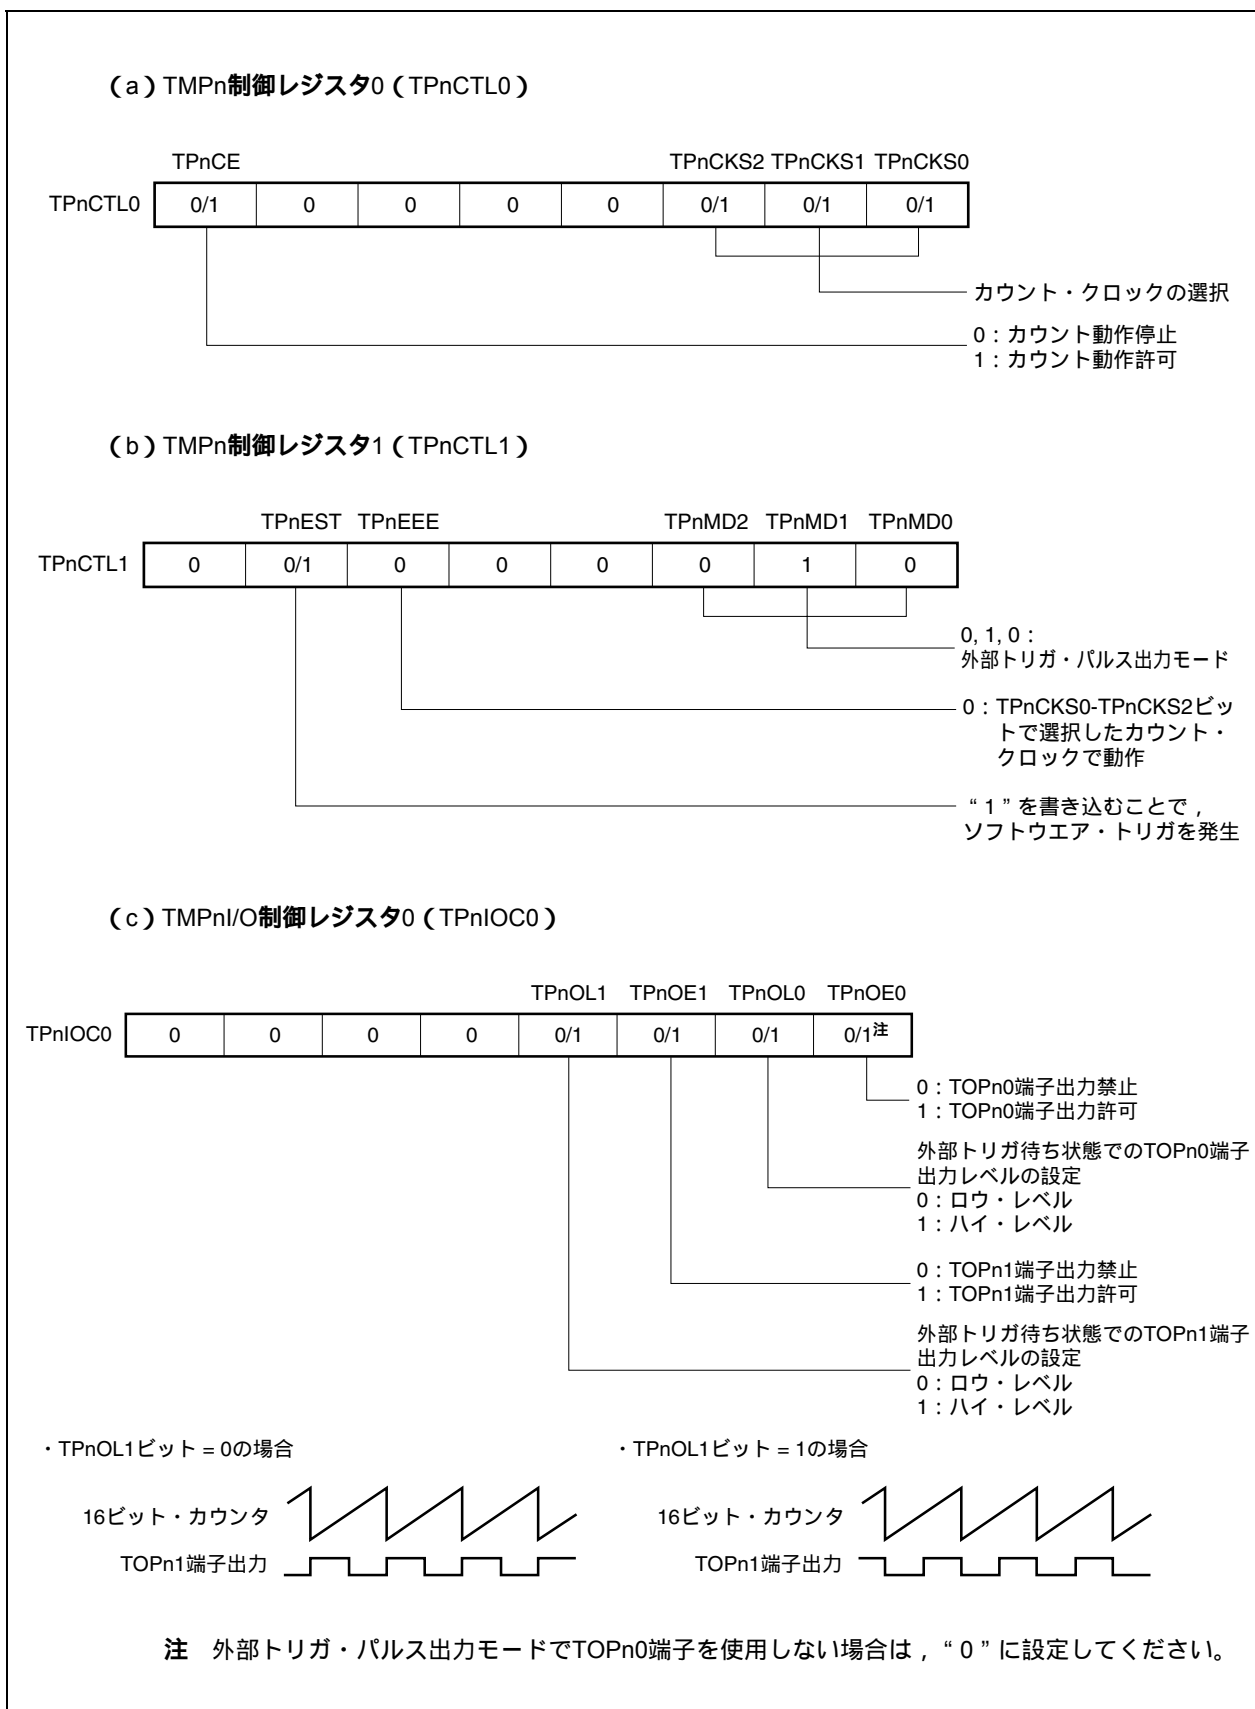 （a）TMPn制御レジスタ0（TPnCTL0）
TPnCE TPnCKS2 TPnCKS1 TPnCKS0
TPnCTL0 0/1 0 0 0 0 0/1 0/1 0/1
カウント・クロックの選択
0：カウント動作停止
1：カウント動作許可
（b）TMPn制御レジスタ1（TPnCTL1）
TPnEST TPnEEE TPnMD2 TPnMD1 TPnMD0
TPnCTL1 0 0/1 0 0 0 0 1 0
0, 1, 0：
外部トリガ・パルス出力モード
0：TPnCKS0-TPnCKS2ビッ
トで選択したカウント・
クロックで動作
“1”を書き込むことで，
ソフトウエア・トリガを発生
（c）TMPnI/O制御レジスタ0（TPnIOC0）
TPnOL1 TPnOE1 TPnOL0 TPnOE0
TPnIOC0 0 0 0 0 0/1 0/1 0/1 0/1注
0：TOPn0端子出力禁止
1：TOPn0端子出力許可
外部トリガ待ち状態でのTOPn0端子
出力レベルの設定
0：ロウ・レベル
1：ハイ・レベル
0：TOPn1端子出力禁止
1：TOPn1端子出力許可
外部トリガ待ち状態でのTOPn1端子
出力レベルの設定
0：ロウ・レベル
1：ハイ・レベル
・TPnOL1ビット = 0の場合
16ビット・カウンタ
TOPn1端子出力
・TPnOL1ビット = 1の場合
16ビット・カウンタ
TOPn1端子出力
注 外部トリガ・パルス出力モードでTOPn0端子を使用しない場合は，“0”に設定してください。